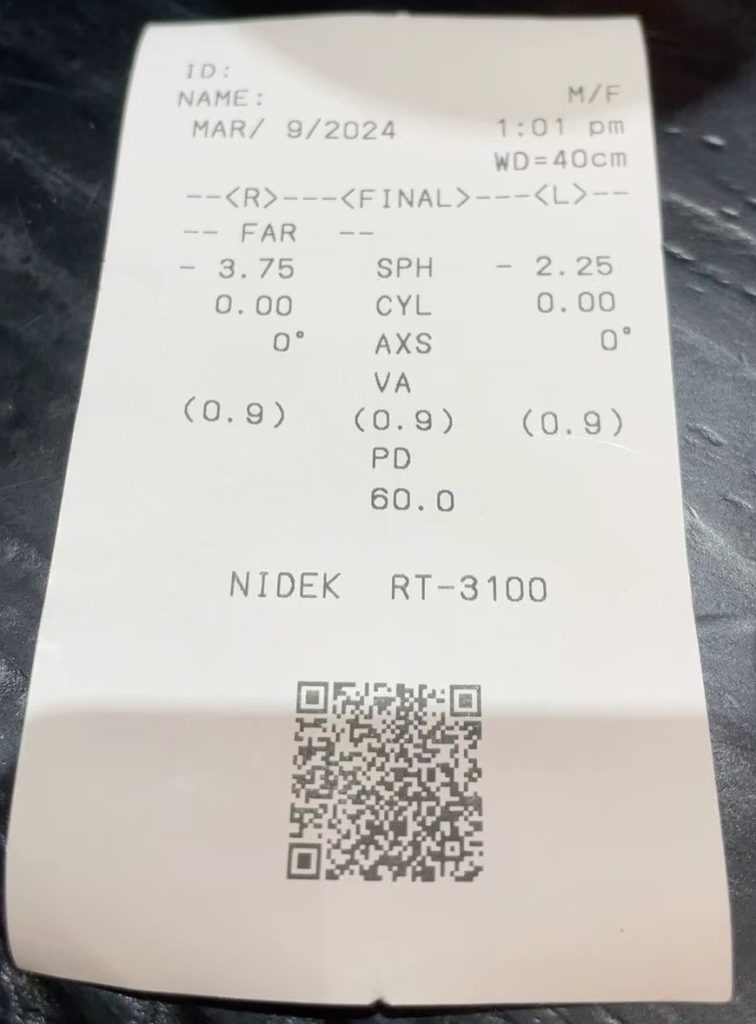 ID:
NAME: M/F
MAR/ 9/2024 1:01 pm
WD=40cm
--<R>---<FINAL>---<L>--
-- FAR --
- 3.75 SPH - 2.25
0.00 CYL 0.00
0° AXS 0°
VA
(0.9) (0.9) (0.9)
PD
60.0
NIDEK RT-3100